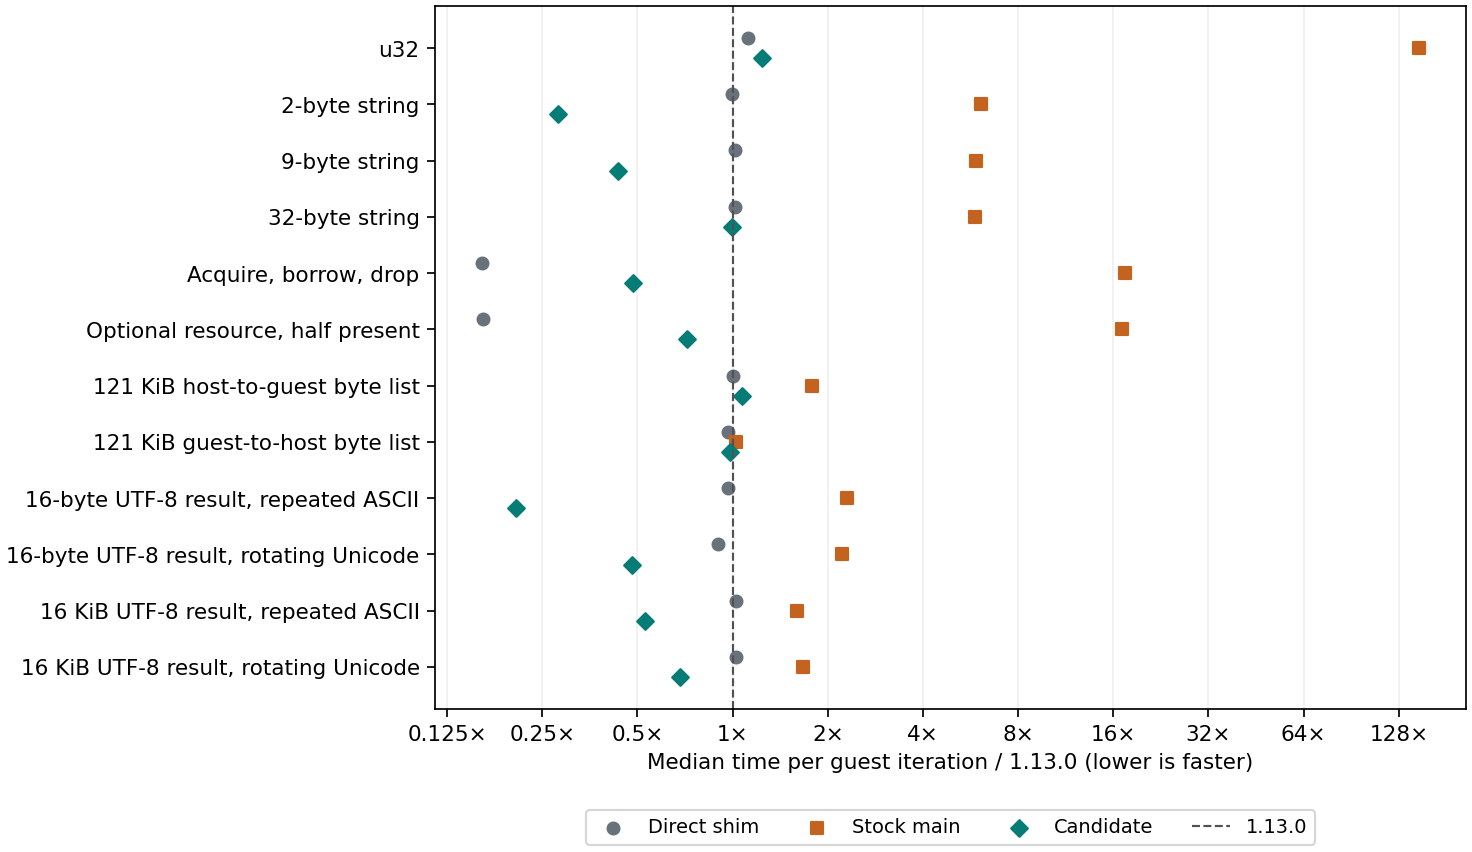 u32
2-byte string
9-byte string
32-byte string
Acquire, borrow, drop
Optional resource, half present
121 KiB host-to-guest byte list
121 KiB guest-to-host byte list
16-byte UTF-8 result, repeated ASCII
16-byte UTF-8 result, rotating Unicode
16 KiB UTF-8 result, repeated ASCII
16 KiB UTF-8 result, rotating Unicode
0.125× 0.25× 0.5× 1× 2× 4× 8× 16× 32× 64× 128×
Median time per guest iteration / 1.13.0 (lower is faster)
Direct shim Stock main Candidate 1.13.0